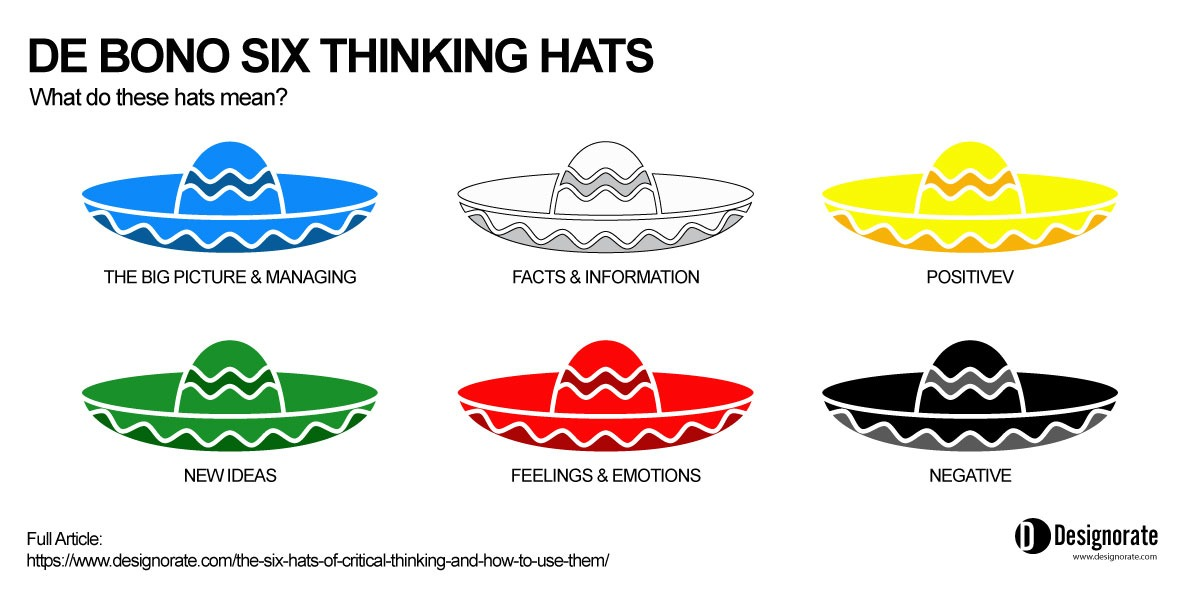 DE BONO SIX THINKING HATS
What do these hats mean?
THE BIG PICTURE & MANAGING
FACTS & INFORMATION
POSITIVEV
NEW IDEAS
FEELINGS & EMOTIONS
NEGATIVE
Full Article:
https://www.designorate.com/the-six-hats-of-critical-thinking-and-how-to-use-them/
D Designorate
www.designorate.com